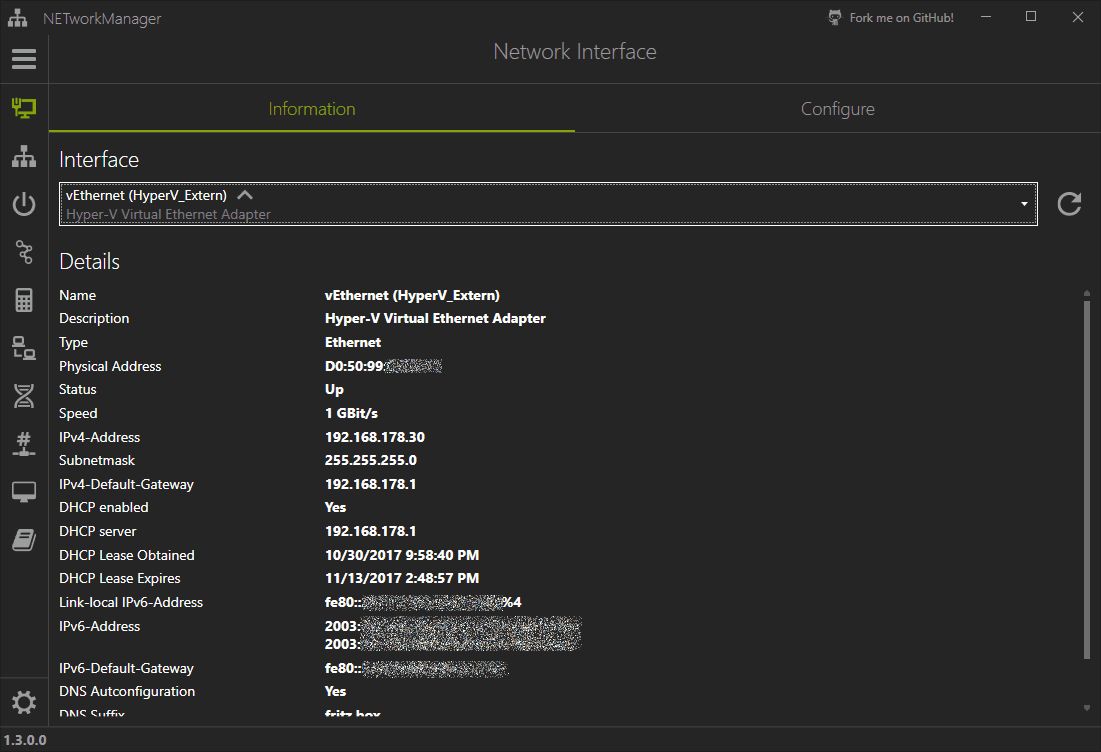 NETworkManager
Fork me on GitHub!
Network Interface
Information Configure
Interface
vEthernet (HyperV_Extern)
Hyper-V Virtual Ethernet Adapter
Details
Name vEthernet (HyperV_Extern)
Description Hyper-V Virtual Ethernet Adapter
Type Ethernet
Physical Address D0:50:99:
Status Up
Speed 1 GBit/s
IPv4-Address 192.168.178.30
Subnetmask 255.255.255.0
IPv4-Default-Gateway 192.168.178.1
DHCP enabled Yes
DHCP server 192.168.178.1
DHCP Lease Obtained 10/30/2017 9:58:40 PM
DHCP Lease Expires 11/13/2017 2:48:57 PM
Link-local IPv6-Address fe80:: %4
IPv6-Address 2003:
2003:
IPv6-Default-Gateway fe80::
DNS Autconfiguration Yes
DNS Suffix fritz.box
1.3.0.0